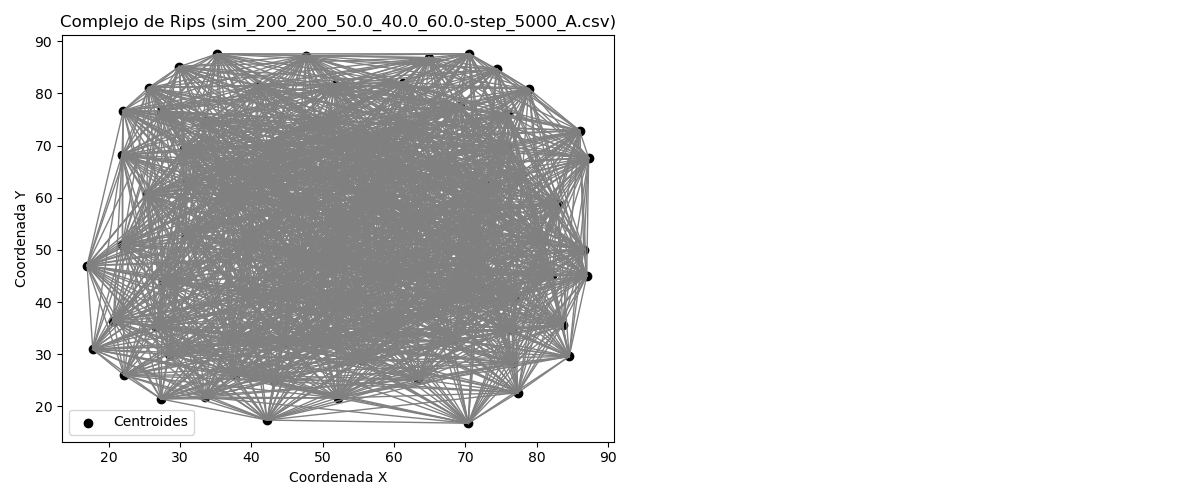 Complejo de Rips (sim_200_200_50.0_40.0_60.0-step_5000_A.csv)
90
80
70
60
50
40
30
20
Coordenada Y
Centroides
20 30 40 50 60 70 80 90
Coordenada X